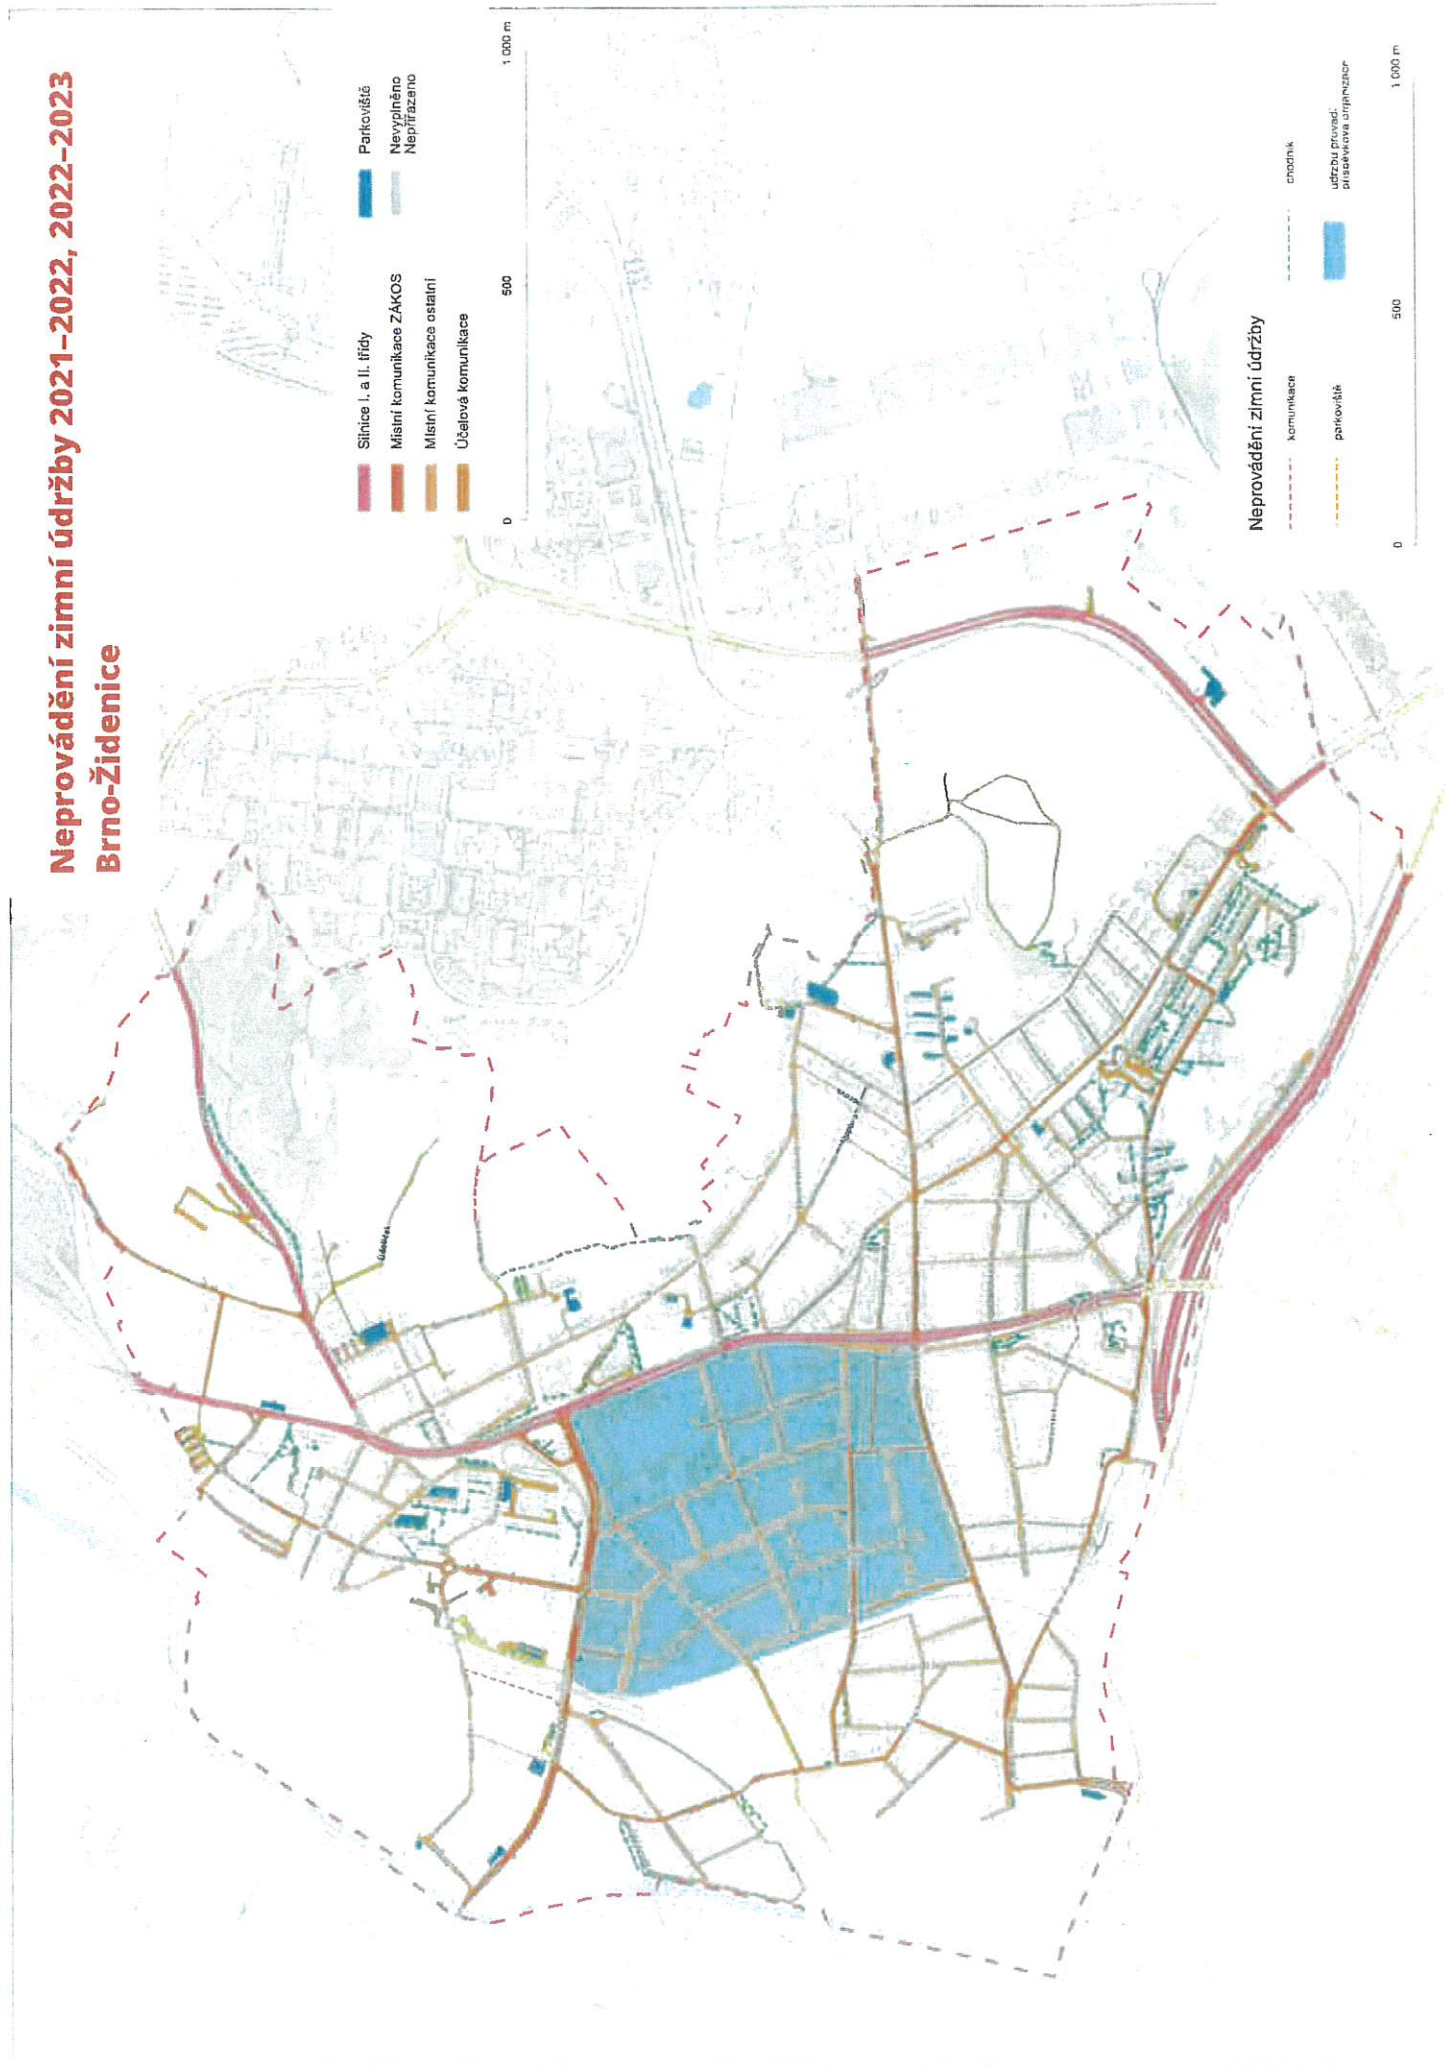 Neprovádění zimní údržby 2021–2022, 2022–2023
Brno-Židenice
Silnice I. a II. třídy
Místní komunikace ZÁKOS
Místní komunikace ostatní
Účelová komunikace
Parkoviště
Nevyplněno
Nepřiřazeno
0
500
1 000 m
Neprovádění zimní údržby
komunikace
parkoviště
chodník
údržbu provádí:
příspěvková organizace
0
500
1 000 m
Údolíček